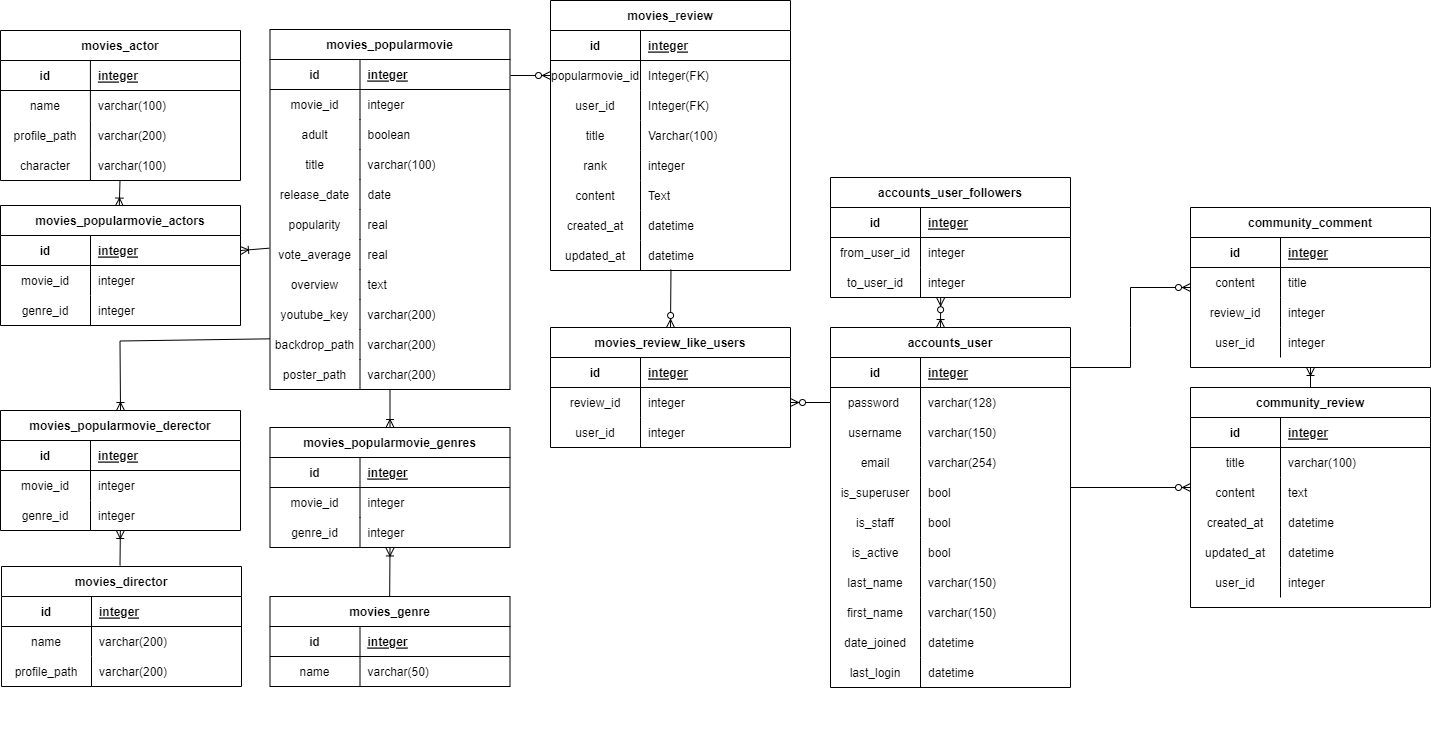 movies_actor
id integer
name varchar(100)
profile_path varchar(200)
character varchar(100)
movies_popularmovie_actors
id integer
movie_id integer
genre_id integer
movies_popularmovie_derector
id integer
movie_id integer
genre_id integer
movies_director
id integer
name varchar(200)
profile_path varchar(200)
movies_popularmovie
id integer
movie_id integer
adult boolean
title varchar(100)
release_date date
popularity real
vote_average real
overview text
youtube_key varchar(200)
backdrop_path varchar(200)
poster_path varchar(200)
movies_popularmovie_genres
id integer
movie_id integer
genre_id integer
movies_genre
id integer
name varchar(50)
movies_review
id integer
popularmovie_id Integer(FK)
user_id Integer(FK)
title Varchar(100)
rank integer
content Text
created_at datetime
updated_at datetime
movies_review_like_users
id integer
review_id integer
user_id integer
accounts_user_followers
id integer
from_user_id integer
to_user_id integer
accounts_user
id integer
password varchar(128)
username varchar(150)
email varchar(254)
is_superuser bool
is_staff bool
is_active bool
last_name varchar(150)
first_name varchar(150)
date_joined datetime
last_login datetime
community_comment
id integer
content title
review_id integer
user_id integer
community_review
id integer
title varchar(100)
content text
created_at datetime
updated_at datetime
user_id integer